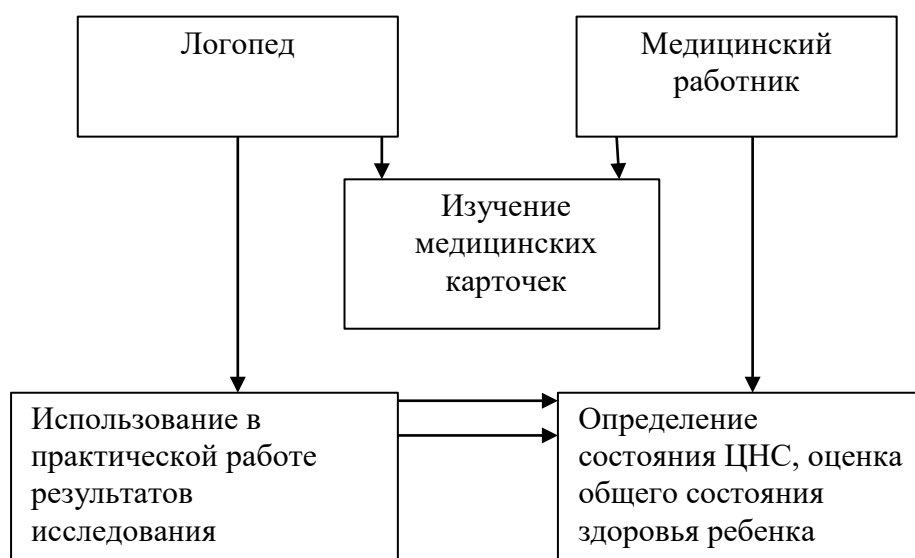 Логопед
Медицинский
работник
Изучение
медицинских
карточек
Использование в
практической работе
результатов
исследования
Определение
состояния ЦНС, оценка
общего состояния
здоровья ребенка